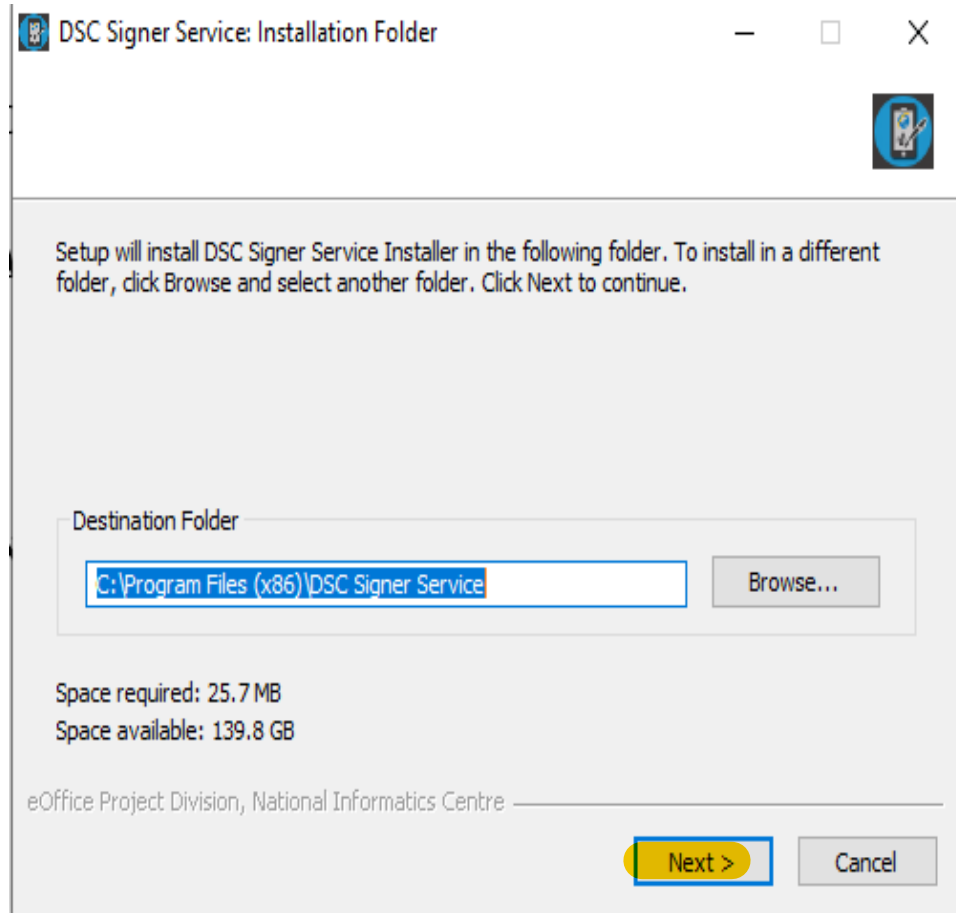 DSC Signer Service: Installation Folder
Setup will install DSC Signer Service Installer in the following folder. To install in a different
folder, click Browse and select another folder. Click Next to continue.
Destination Folder
C:\Program Files (x86)\DSC Signer Service
Browse...
Space required: 25.7 MB
Space available: 139.8 GB
eOffice Project Division, National Informatics Centre
Next >
Cancel